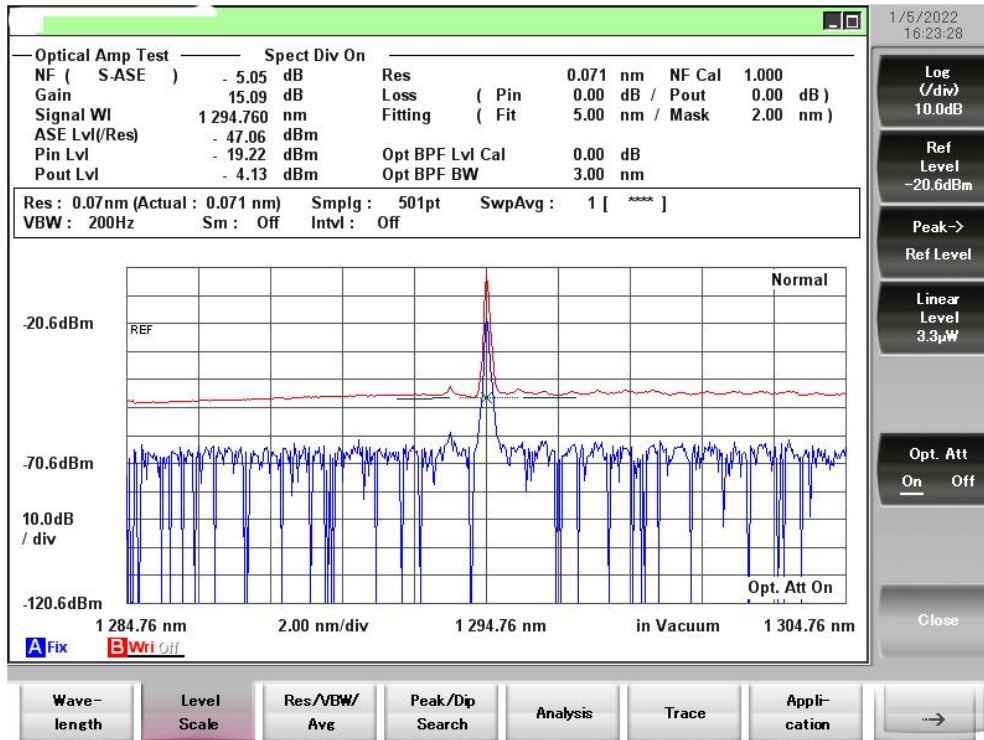 1/5/2022
16:23:28
Optical Amp Test Spect Div On
NF ( S-ASE ) - 5.05 dB Res 0.071 nm NF Cal 1.000
Gain 15.09 dB Loss ( Pin 0.00 dB / Pout 0.00 dB )
Signal Wl 1 294.760 nm Fitting ( Fit 5.00 nm / Mask 2.00 nm )
ASE Lvl(/Res) - 47.06 dBm
Pin Lvl - 19.22 dBm Opt BPF Lvl Cal 0.00 dB
Pout Lvl - 4.13 dBm Opt BPF BW 3.00 nm
Res : 0.07nm (Actual : 0.071 nm) Smplg : 501pt SwpAvg : 1 [ **** ]
VBW : 200Hz Sm : Off Intvl : Off
Normal
-20.6dBm
REF
-70.6dBm
10.0dB
/ div
Opt. Att On
-120.6dBm
1 284.76 nm 2.00 nm/div 1 294.76 nm in Vacuum 1 304.76 nm
A Fix B Wri Off
Log
(/div)
10.0dB
Ref
Level
-20.6dBm
Peak->
Ref Level
Linear
Level
3.3µW
Opt. Att
On Off
Close
Wave-
length
Level
Scale
Res/VBW/
Avg
Peak/Dip
Search
Analysis
Trace
Appli-
cation